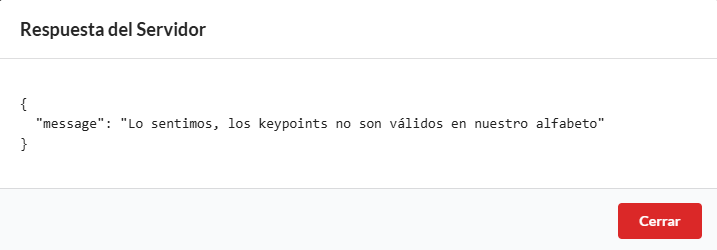 Respuesta del Servidor
{
"message": "Lo sentimos, los keypoints no son válidos en nuestro alfabeto"
}
Cerrar